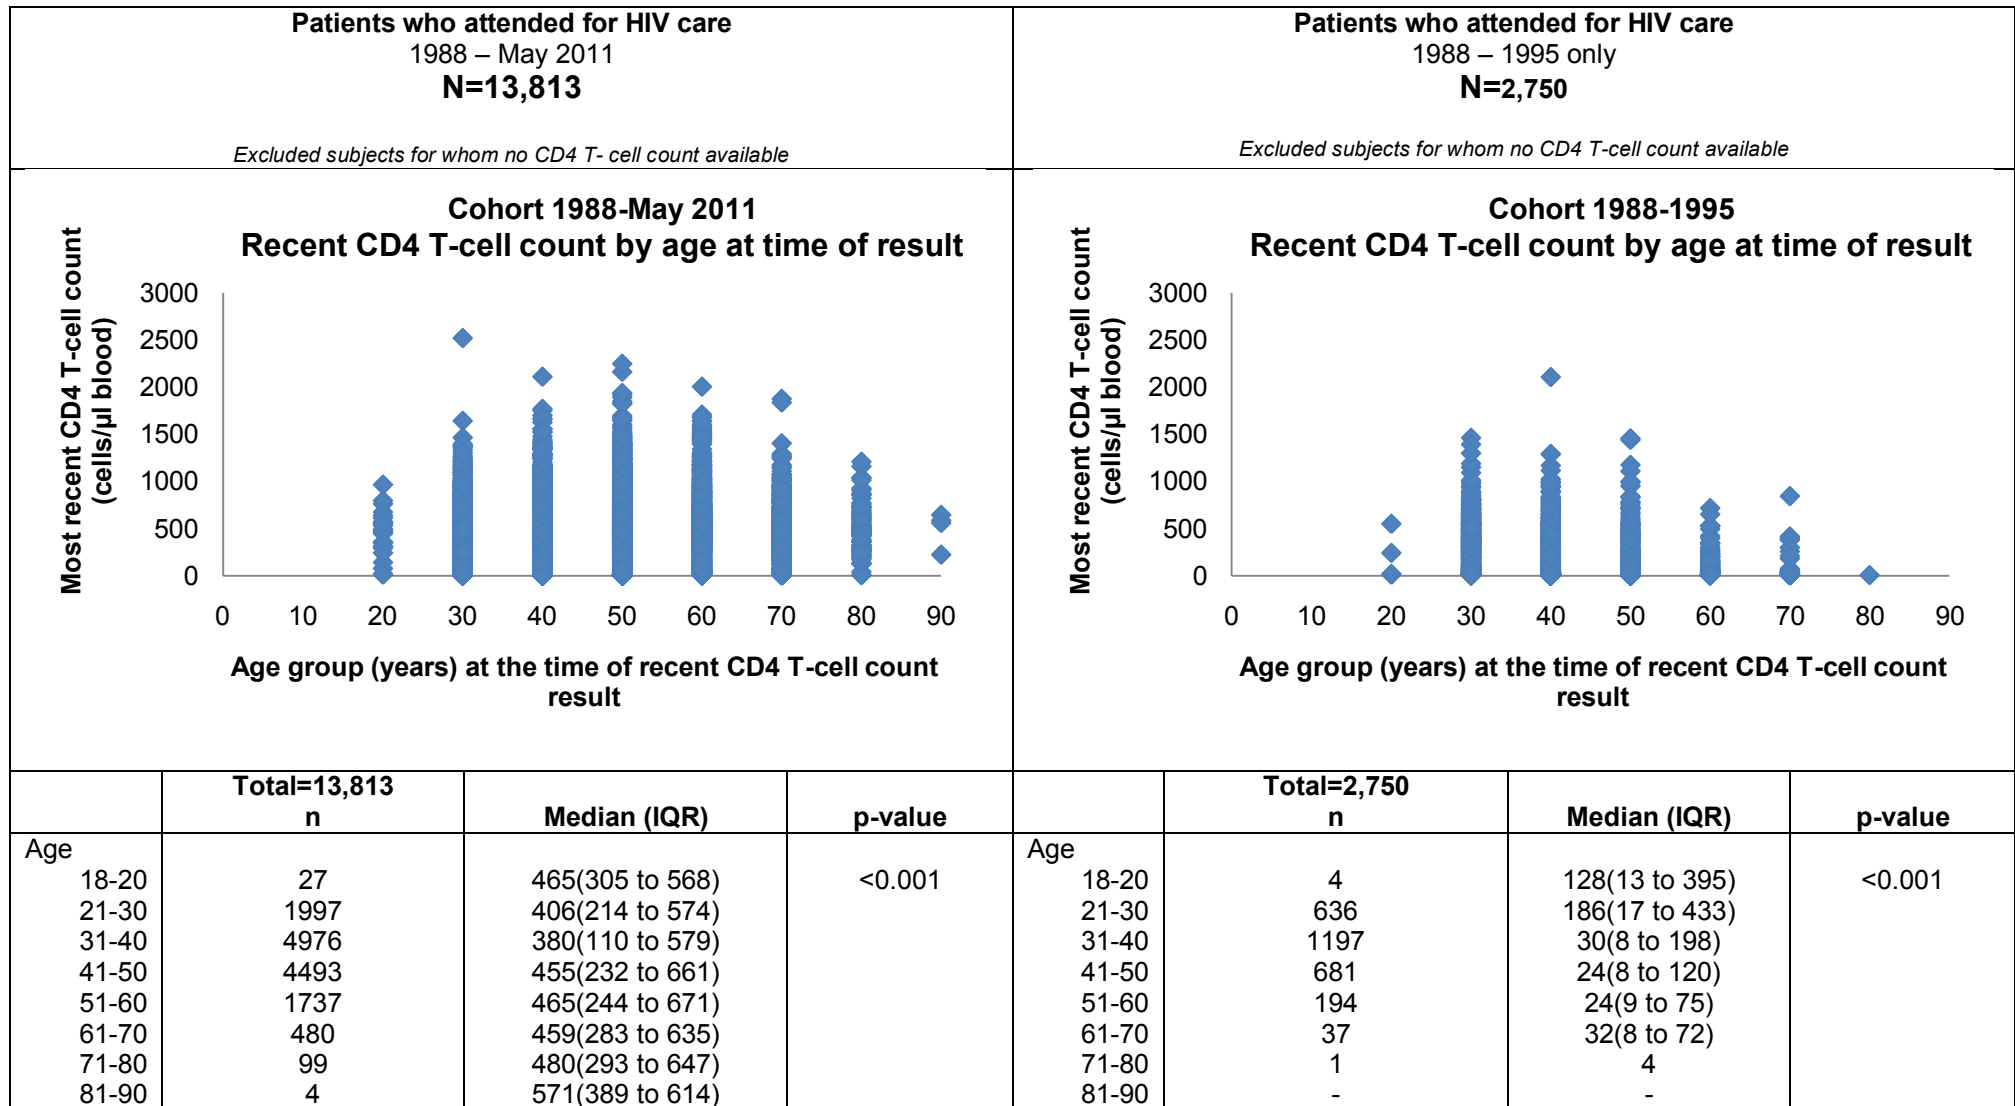 Patients who attended for HIV care
1988 – May 2011
N=13,813
Excluded subjects for whom no CD4 T- cell count available
Patients who attended for HIV care
1988 – 1995 only
N=2,750
Excluded subjects for whom no CD4 T-cell count available
Cohort 1988-May 2011
Recent CD4 T-cell count by age at time of result
Most recent CD4 T-cell count
(cells/µl blood)
3000
2500
2000
1500
1000
500
0
0 10 20 30 40 50 60 70 80 90
Age group (years) at the time of recent CD4 T-cell count
result
Cohort 1988-1995
Recent CD4 T-cell count by age at time of result
Most recent CD4 T-cell count
(cells/µl blood)
3000
2500
2000
1500
1000
500
0
0 10 20 30 40 50 60 70 80 90
Age group (years) at the time of recent CD4 T-cell count
result
Total=13,813
n Median (IQR) p-value
Age
18-20 27 465(305 to 568) <0.001
21-30 1997 406(214 to 574)
31-40 4976 380(110 to 579)
41-50 4493 455(232 to 661)
51-60 1737 465(244 to 671)
61-70 480 459(283 to 635)
71-80 99 480(293 to 647)
81-90 4 571(389 to 614)
Total=2,750
n Median (IQR) p-value
Age
18-20 4 128(13 to 395) <0.001
21-30 636 186(17 to 433)
31-40 1197 30(8 to 198)
41-50 681 24(8 to 120)
51-60 194 24(9 to 75)
61-70 37 32(8 to 72)
71-80 1 4
81-90 - -